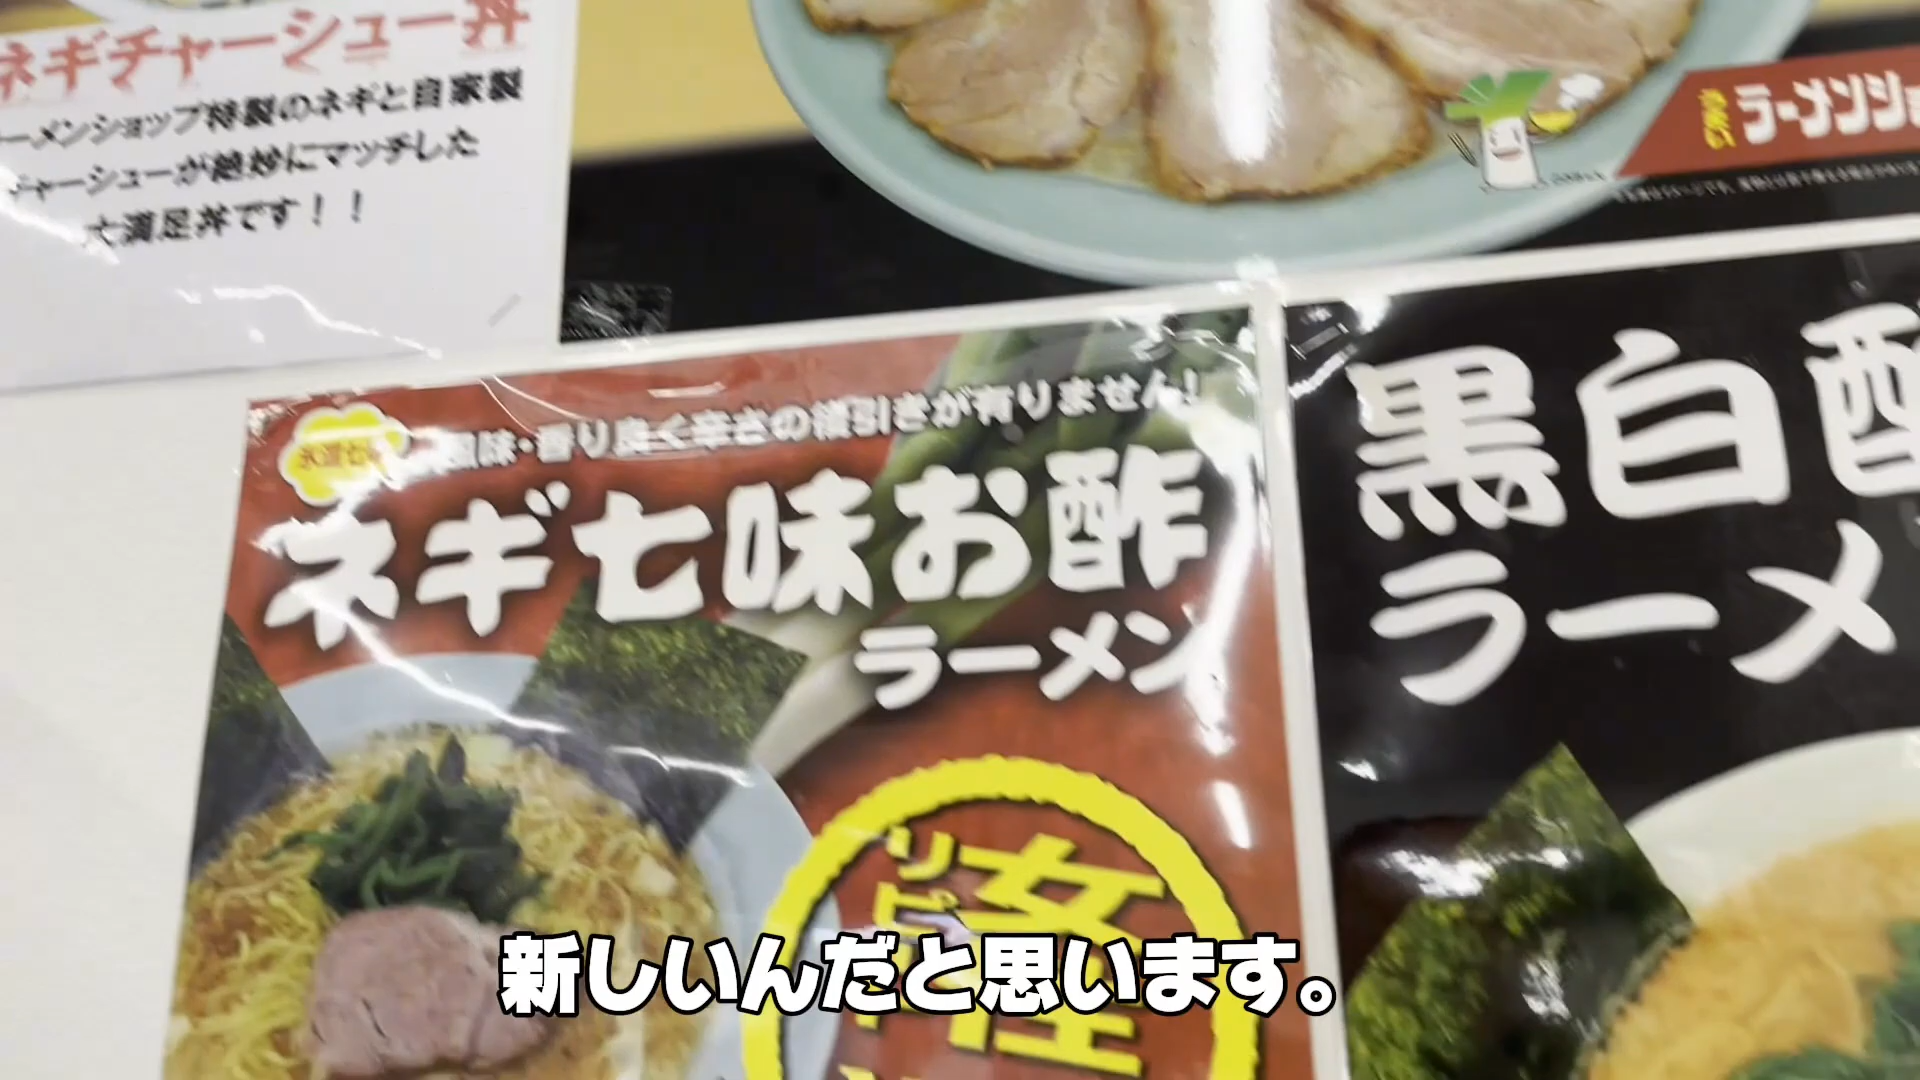 ネギチャーシュー丼
ーメンショップ特製のネギと自家製
チャーシューが絶妙にマッチした
大満足丼です！！
ラーメンショ
風味・香り良く辛さの後引きが有りません!
ネギ七味お酢
ラーメン
黒白酢
ラーメ
リピ
女性
新しいんだと思います。